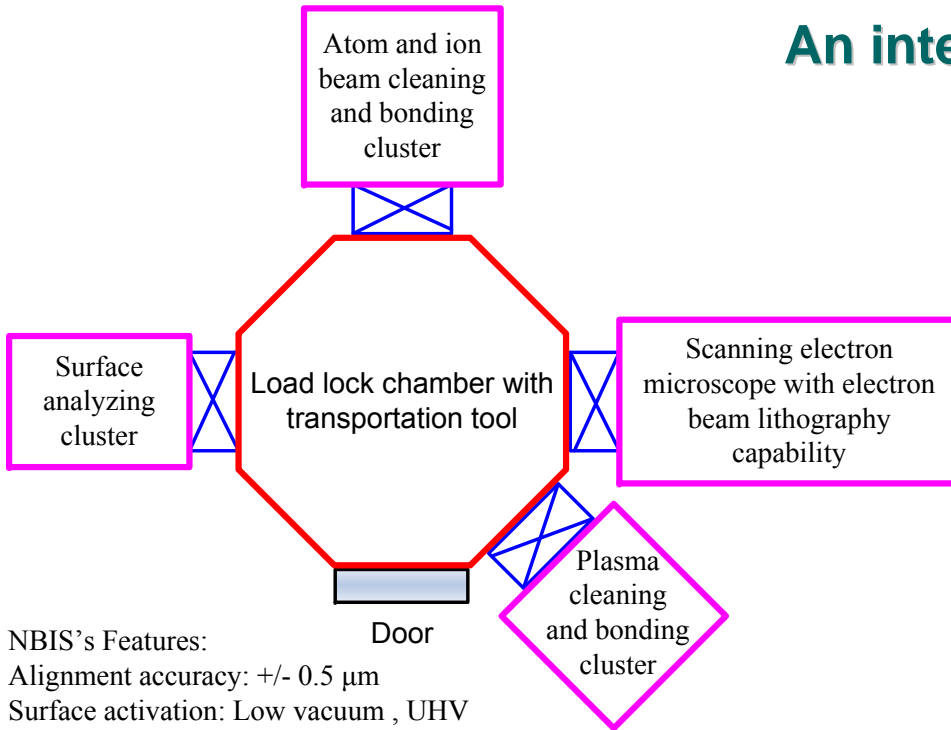 An inte
Atom and ion
beam cleaning
and bonding
cluster
Surface
analyzing
cluster
Load lock chamber with
transportation tool
Scanning electron
microscope with electron
beam lithography
capability
Plasma
cleaning
and bonding
cluster
Door
NBIS’s Features:
Alignment accuracy: +/- 0.5 μm
Surface activation: Low vacuum , UHV